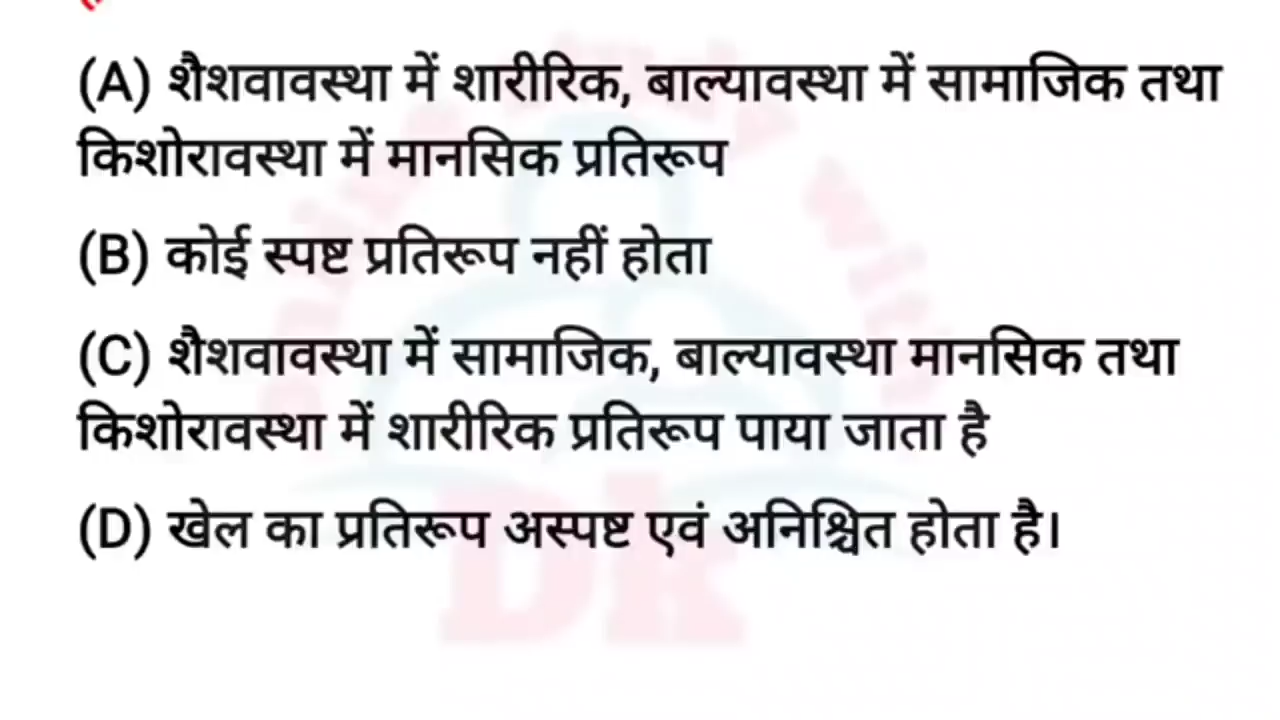 (A) शैशवावस्था में शारीरिक, बाल्यावस्था में सामाजिक तथा
किशोरावस्था में मानसिक प्रतिरूप
(B) कोई स्पष्ट प्रतिरूप नहीं होता
(C) शैशवावस्था में सामाजिक, बाल्यावस्था मानसिक तथा
किशोरावस्था में शारीरिक प्रतिरूप पाया जाता है
(D) खेल का प्रतिरूप अस्पष्ट एवं अनिश्चित होता है।
Dk